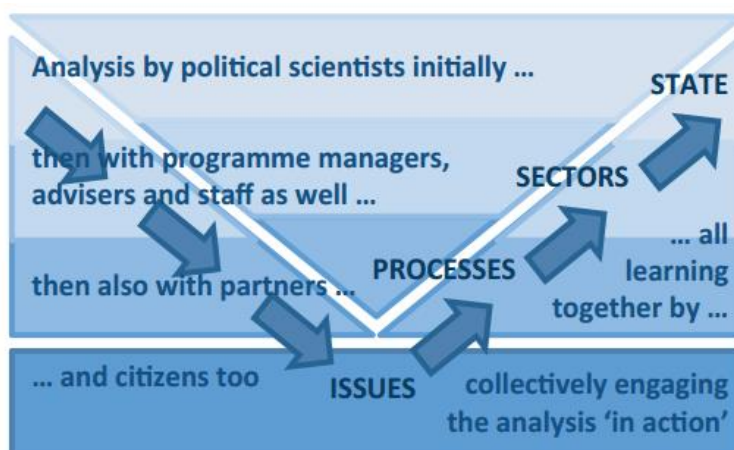 Analysis by political scientists initially …
then with programme managers,
advisers and staff as well …
then also with partners …
… and citizens too
ISSUES
PROCESSES
SECTORS
STATE
… all
learning
together by …
collectively engaging
the analysis ‘in action’